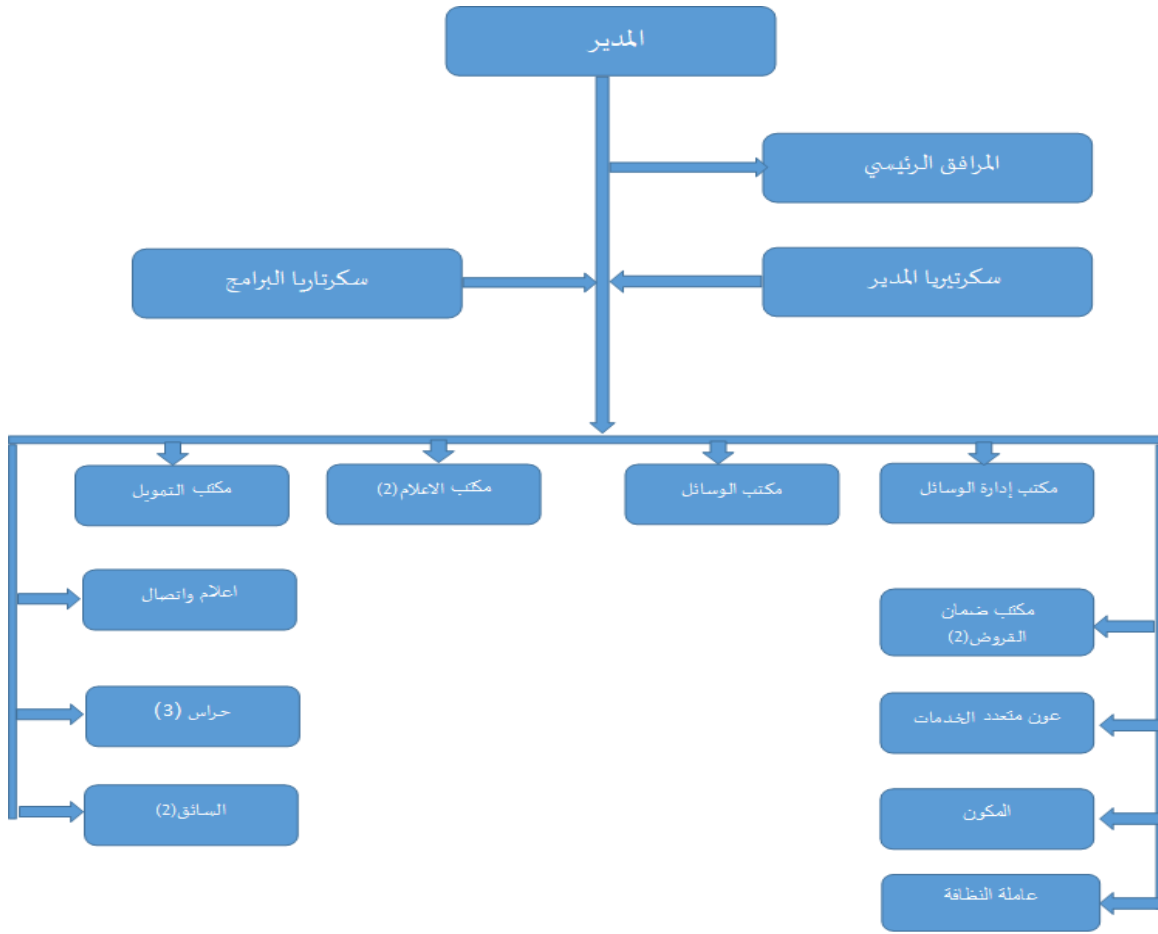 المدير
المرافق الرئيسي
سكرتيريا المدير
سكرتاريا البرامج
مكتب إدارة الوسائل
مكتب الوسائل
مكتب الاعلام(2)
مكتب التمويل
مكتب ضمان
القروض(2)
عون متعدد الخدمات
المكون
عاملة النظافة
اعلام واتصال
حراس (3)
السائق(2)